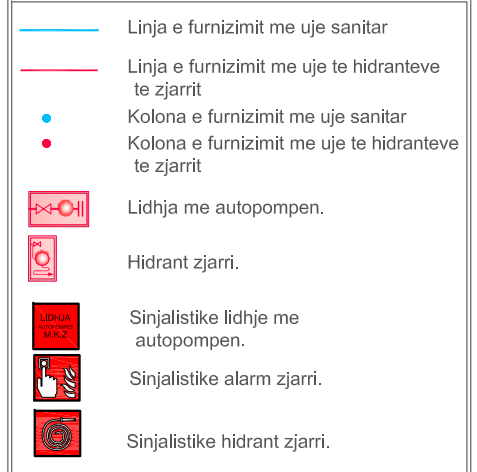 Linja e furnizimit me uje sanitar
Linja e furnizimit me uje te hidranteve
te zjarrit
Kolona e furnizimit me uje sanitar
Kolona e furnizimit me uje te hidranteve
te zjarrit
Lidhja me autopompen.
Hidrant zjarri.
LIDHJA
AUTOPOMPES
M.K.Z
Sinjalistike lidhje me
autopompen.
Sinjalistike alarm zjarri.
Sinjalistike hidrant zjarri.